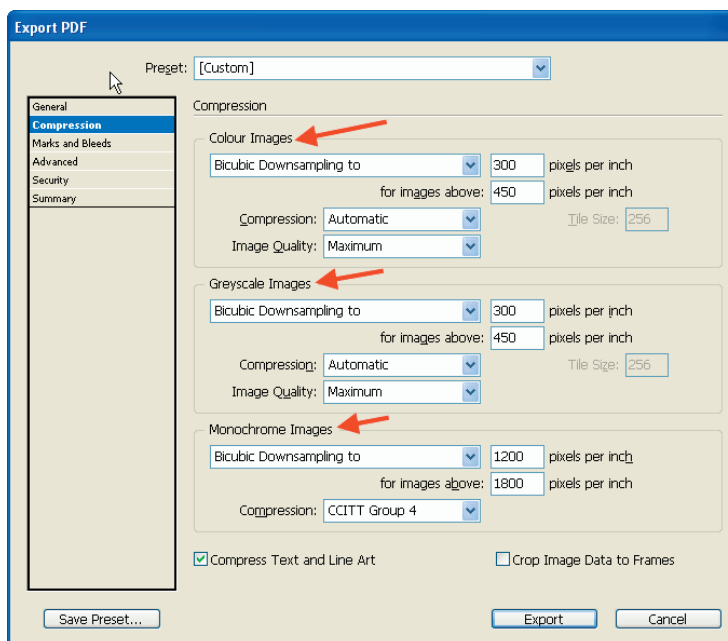 Export PDF
Preset: [Custom]
General
Compression
Marks and Bleeds
Advanced
Security
Summary
Compression
Colour Images
Bicubic Downsampling to 300 pixels per inch
for images above: 450 pixels per inch
Compression: Automatic Tile Size: 256
Image Quality: Maximum
Greyscale Images
Bicubic Downsampling to 300 pixels per inch
for images above: 450 pixels per inch
Compression: Automatic Tile Size: 256
Image Quality: Maximum
Monochrome Images
Bicubic Downsampling to 1200 pixels per inch
for images above: 1800 pixels per inch
Compression: CCITT Group 4
Compress Text and Line Art Crop Image Data to Frames
Save Preset... Export Cancel